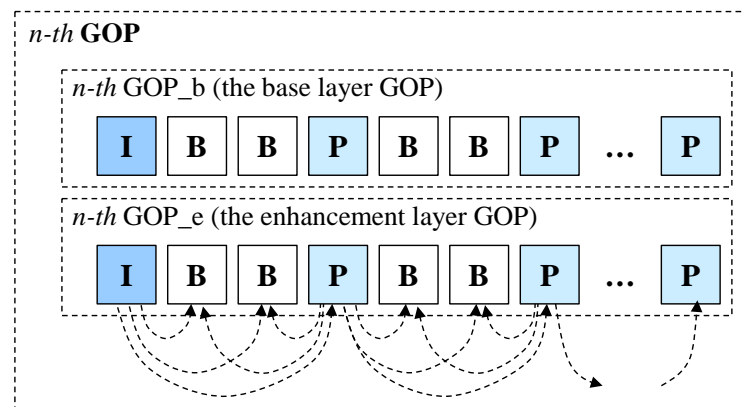 n-th GOP
n-th GOP_b (the base layer GOP)
I B B P B B P ... P
n-th GOP_e (the enhancement layer GOP)
I B B P B B P ... P